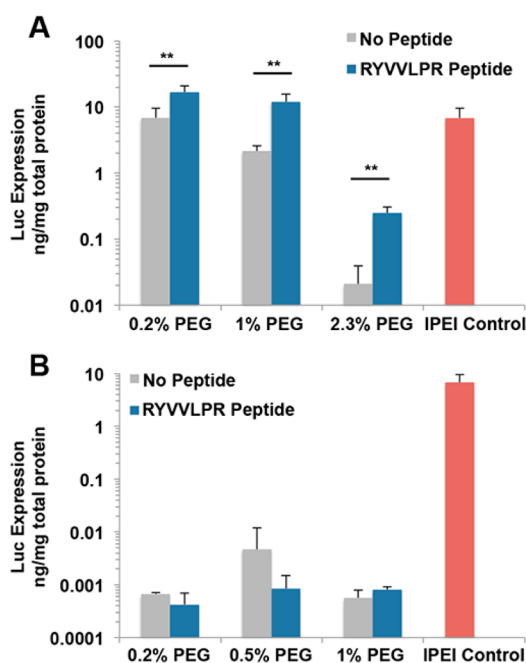 A
Luc Expression
ng/mg total protein
100
10
1
0.1
0.01
No Peptide
RYVVLPR Peptide
**
**
**
0.2% PEG
1% PEG
2.3% PEG
lPEI Control
B
Luc Expression
ng/mg total protein
10
1
0.1
0.01
0.001
0.0001
No Peptide
RYVVLPR Peptide
0.2% PEG
0.5% PEG
1% PEG
lPEI Control